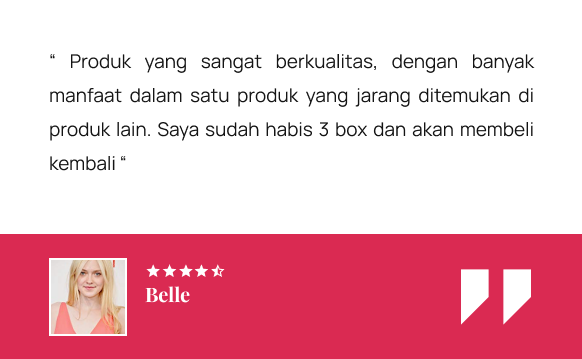 “ Produk yang sangat berkualitas, dengan banyak
manfaat dalam satu produk yang jarang ditemukan di
produk lain. Saya sudah habis 3 box dan akan membeli
kembali “
Belle